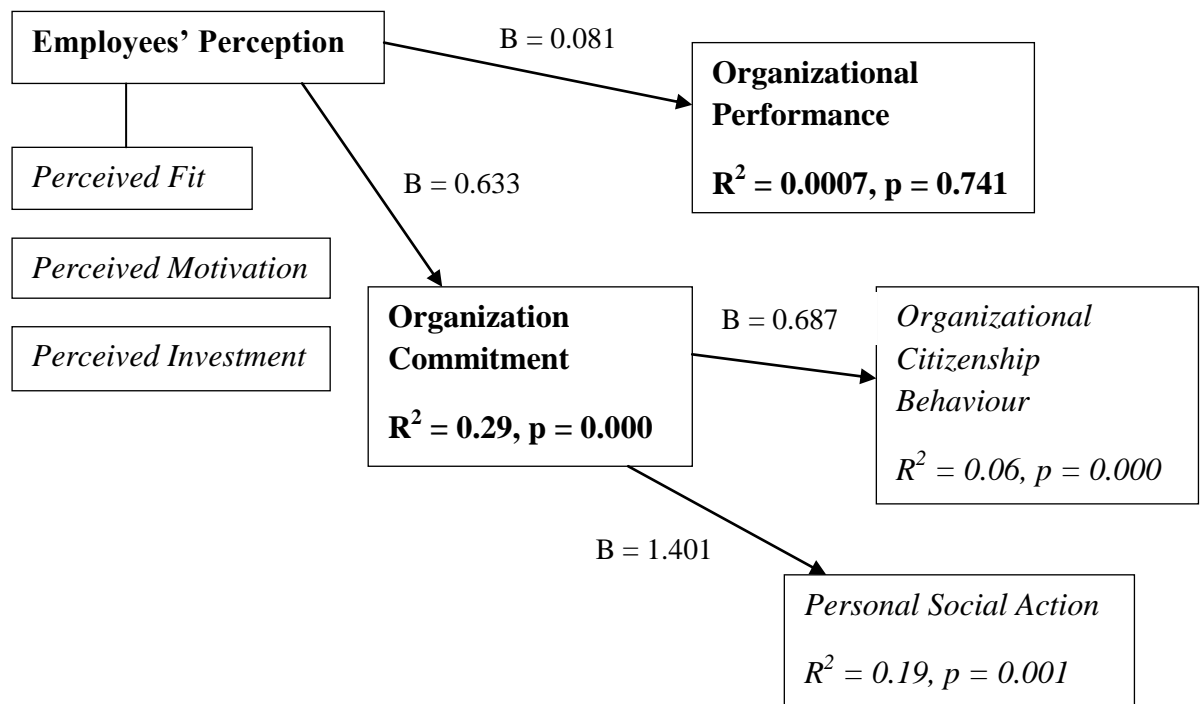 Employees’ Perception
B = 0.081
Organizational
Performance
R² = 0.0007, p = 0.741
Perceived Fit
B = 0.633
Perceived Motivation
Perceived Investment
Organization
Commitment
R² = 0.29, p = 0.000
B = 0.687
Organizational
Citizenship
Behaviour
R² = 0.06, p = 0.000
B = 1.401
Personal Social Action
R² = 0.19, p = 0.001